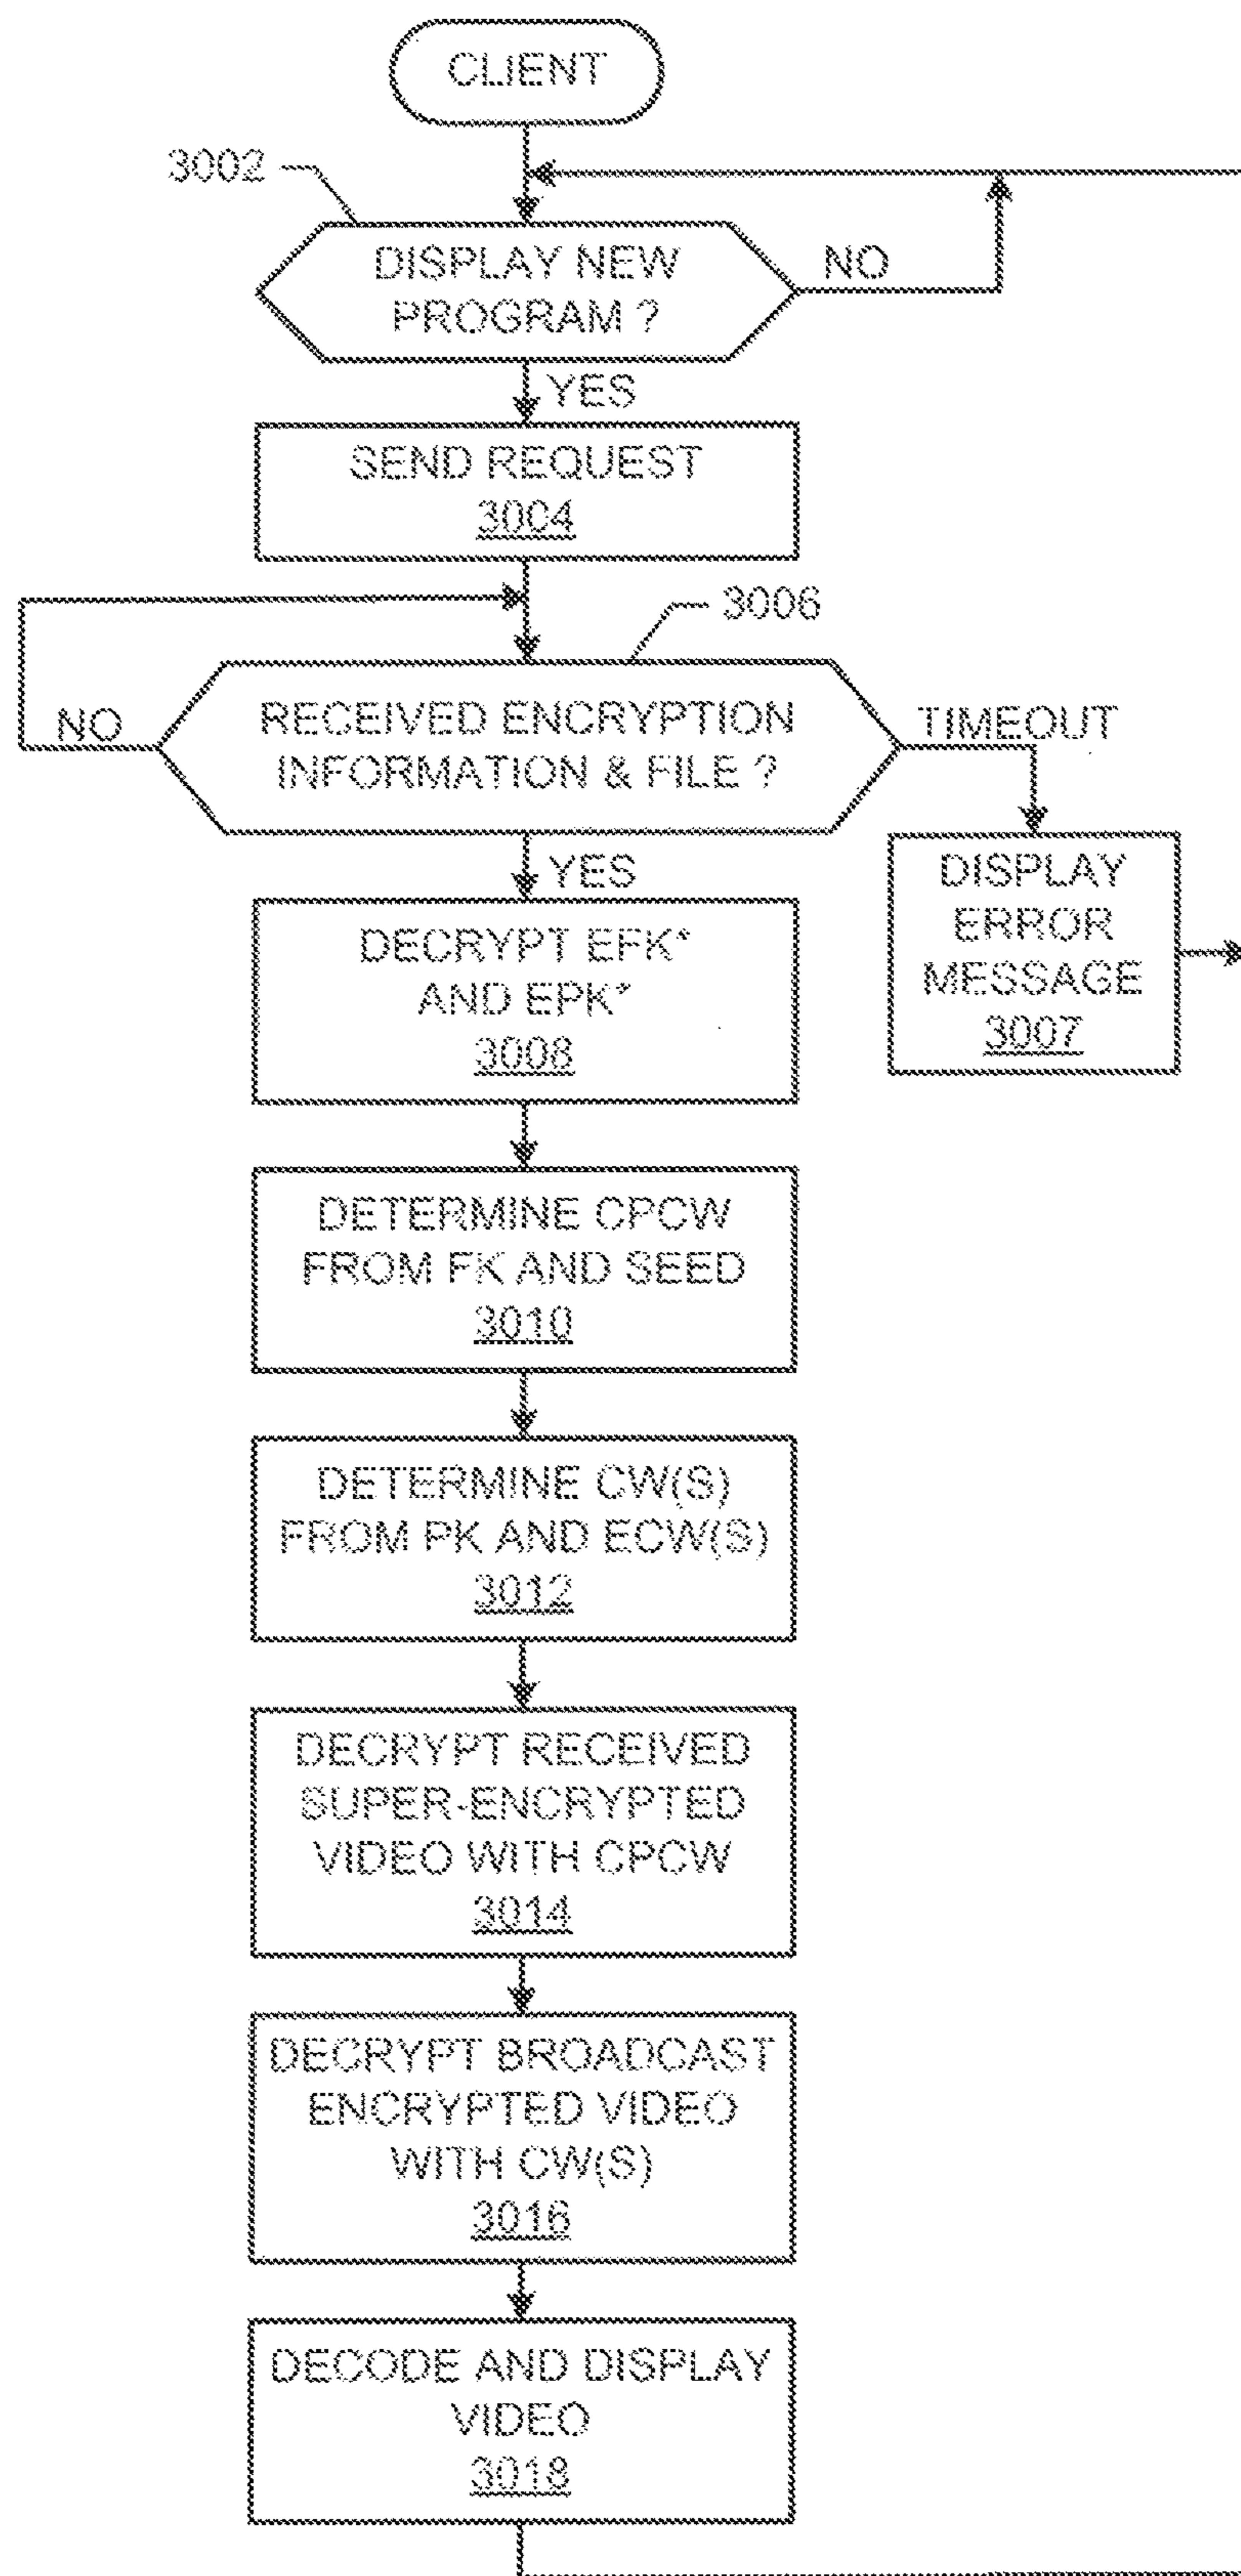 CLIENT
3002
DISPLAY NEW
PROGRAM ?
NO
YES
SEND REQUEST
3004
3006
NO
RECEIVED ENCRYPTION
INFORMATION & FILE ?
TIMEOUT
YES
DISPLAY
ERROR
MESSAGE
3007
DECRYPT EFK*
AND EPK*
3008
DETERMINE CPCW
FROM FK AND SEED
3010
DETERMINE CW(S)
FROM PK AND ECW(S)
3012
DECRYPT RECEIVED
SUPER-ENCRYPTED
VIDEO WITH CPCW
3014
DECRYPT BROADCAST
ENCRYPTED VIDEO
WITH CW(S)
3016
DECODE AND DISPLAY
VIDEO
3018